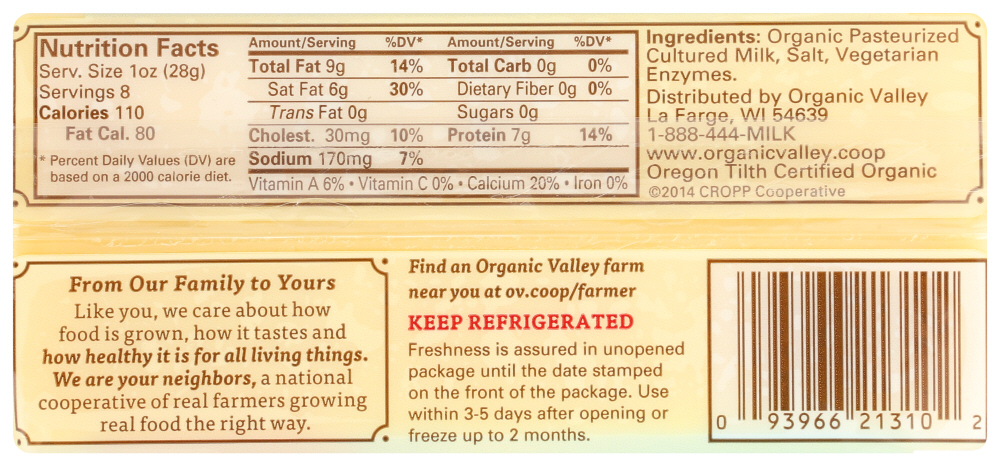 Nutrition Facts
Serv. Size 1oz (28g)
Servings 8
Calories 110
Fat Cal. 80
* Percent Daily Values (DV) are
based on a 2000 calorie diet.
Amount/Serving %DV* Amount/Serving %DV*
Total Fat 9g 14% Total Carb 0g 0%
Sat Fat 6g 30% Dietary Fiber 0g 0%
Trans Fat 0g Sugars 0g
Cholest. 30mg 10% Protein 7g 14%
Sodium 170mg 7%
Vitamin A 6% • Vitamin C 0% • Calcium 20% • Iron 0%
Ingredients: Organic Pasteurized
Cultured Milk, Salt, Vegetarian
Enzymes.
Distributed by Organic Valley
La Farge, WI 54639
1-888-444-MILK
www.organicvalley.coop
Oregon Tilth Certified Organic
©2014 CROPP Cooperative
From Our Family to Yours
Like you, we care about how
food is grown, how it tastes and
how healthy it is for all living things.
We are your neighbors, a national
cooperative of real farmers growing
real food the right way.
Find an Organic Valley farm
near you at ov.coop/farmer
KEEP REFRIGERATED
Freshness is assured in unopened
package until the date stamped
on the front of the package. Use
within 3-5 days after opening or
freeze up to 2 months.
0 93966 21310 2